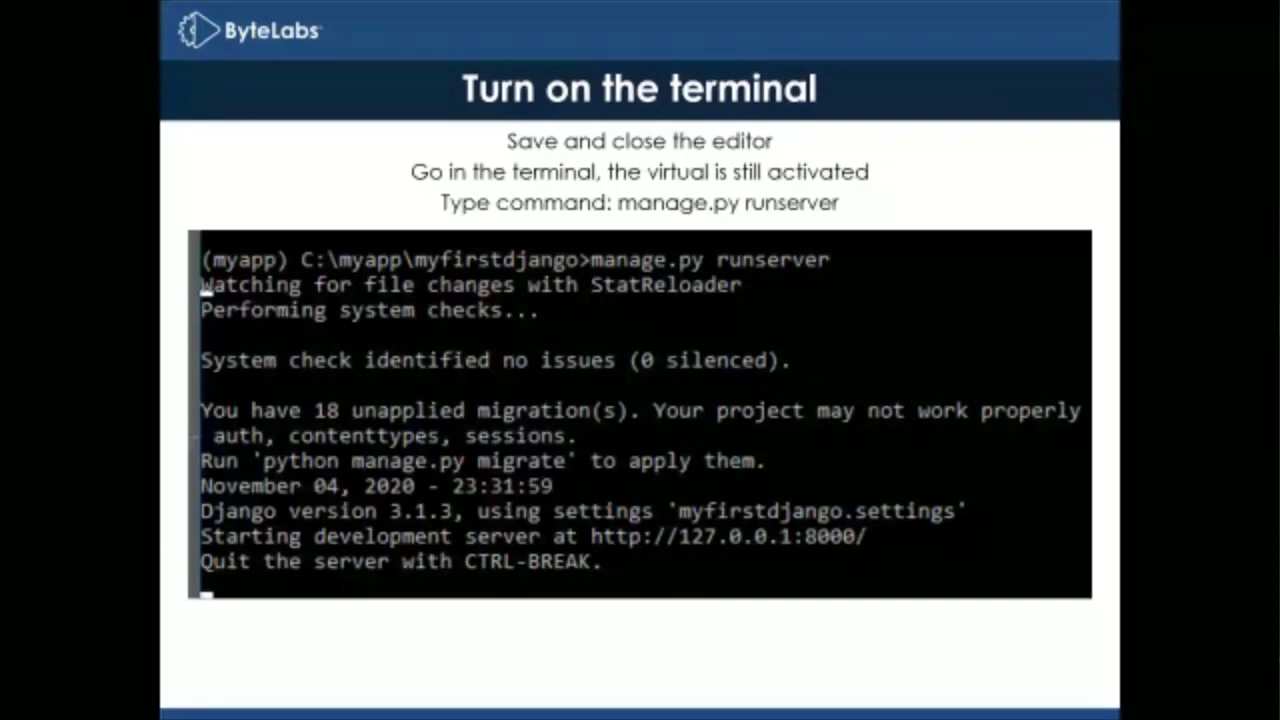 ByteLabs
Turn on the terminal
Save and close the editor
Go in the terminal, the virtual is still activated
Type command: manage.py runserver
(myapp) C:\myapp\myfirstdjango>manage.py runserver
Watching for file changes with StatReloader
Performing system checks...
System check identified no issues (0 silenced).
You have 18 unapplied migration(s). Your project may not work properly
auth, contenttypes, sessions.
Run 'python manage.py migrate' to apply them.
November 04, 2020 - 23:31:59
Django version 3.1.3, using settings 'myfirstdjango.settings'
Starting development server at http://127.0.0.1:8000/
Quit the server with CTRL-BREAK.